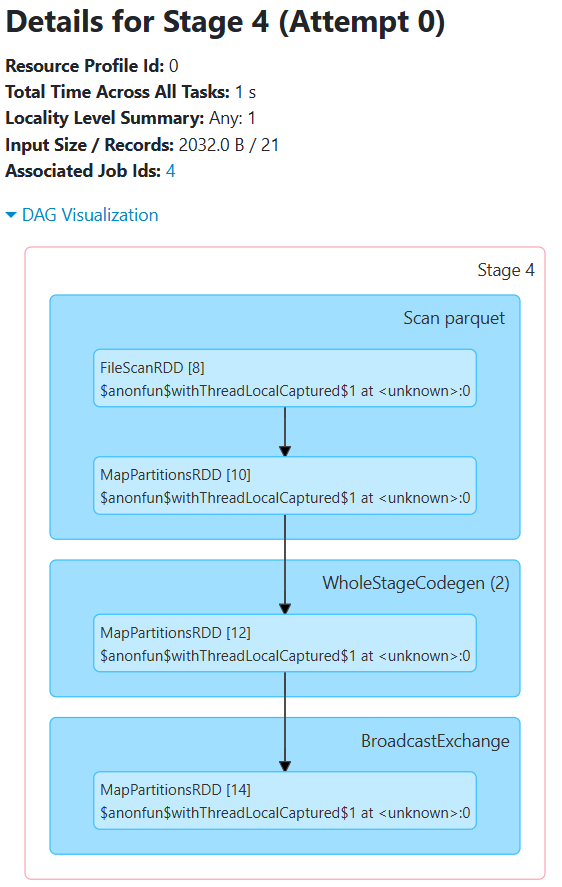 Details for Stage 4 (Attempt 0)
Resource Profile Id: 0
Total Time Across All Tasks: 1 s
Locality Level Summary: Any: 1
Input Size / Records: 2032.0 B / 21
Associated Job Ids: 4
DAG Visualization
Stage 4
Scan parquet
FileScanRDD [8]
$anonfun$withThreadLocalCaptured$1 at <unknown>:0
MapPartitionsRDD [10]
$anonfun$withThreadLocalCaptured$1 at <unknown>:0
WholeStageCodegen (2)
MapPartitionsRDD [12]
$anonfun$withThreadLocalCaptured$1 at <unknown>:0
BroadcastExchange
MapPartitionsRDD [14]
$anonfun$withThreadLocalCaptured$1 at <unknown>:0